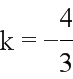 k = −4/3